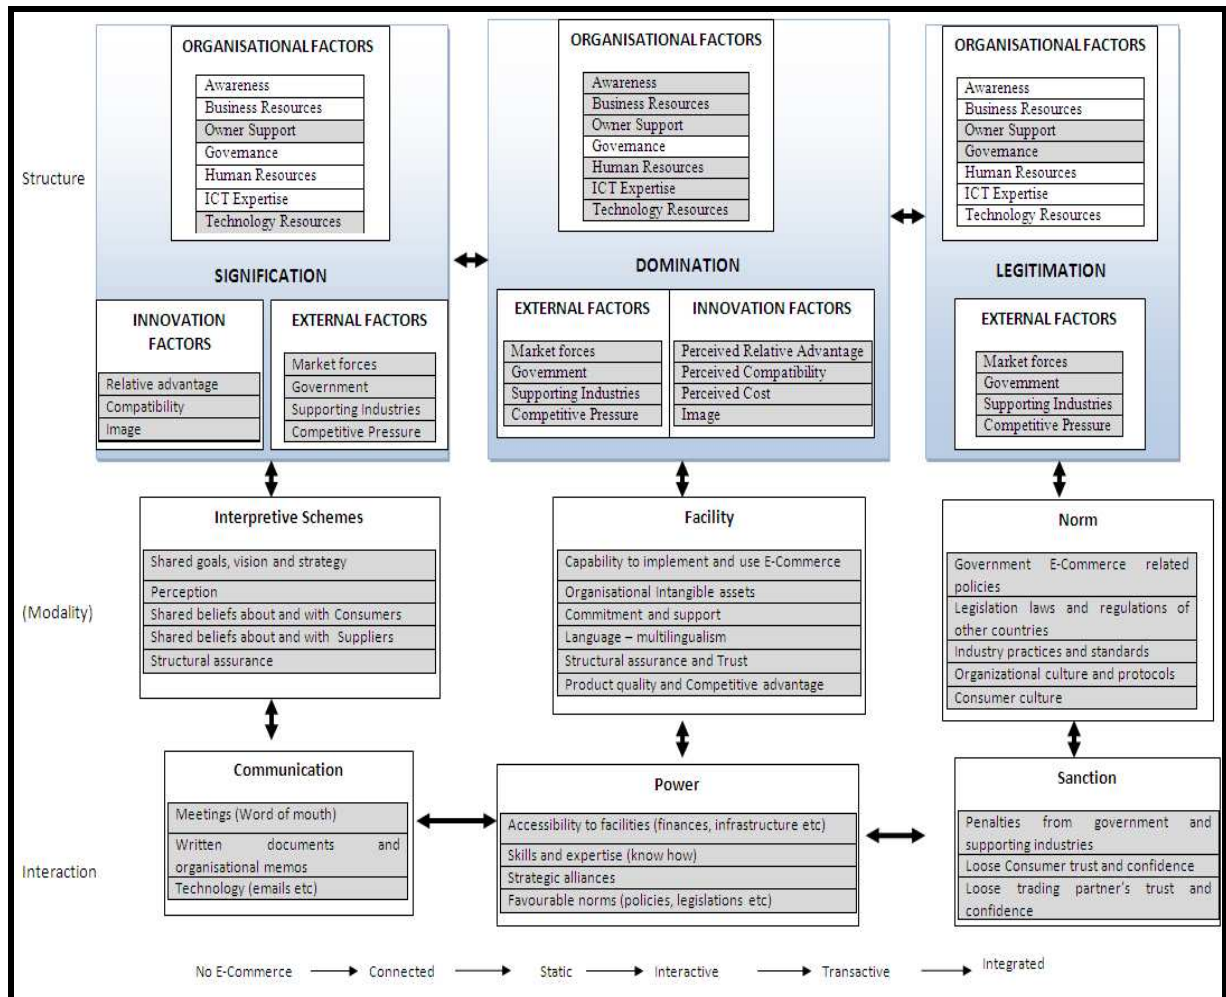 ORGANISATIONAL FACTORS
Awareness
Business Resources
Owner Support
Governance
Human Resources
ICT Expertise
Technology Resources
SIGNIFICATION
INNOVATION
FACTORS
Relative advantage
Compatibility
Image
EXTERNAL FACTORS
Market forces
Government
Supporting Industries
Competitive Pressure
ORGANISATIONAL FACTORS
Awareness
Business Resources
Owner Support
Governance
Human Resources
ICT Expertise
Technology Resources
DOMINATION
EXTERNAL FACTORS
Market forces
Government
Supporting Industries
Competitive Pressure
INNOVATION FACTORS
Perceived Relative Advantage
Perceived Compatibility
Perceived Cost
Image
ORGANISATIONAL FACTORS
Awareness
Business Resources
Owner Support
Governance
Human Resources
ICT Expertise
Technology Resources
LEGITIMATION
EXTERNAL FACTORS
Market forces
Government
Supporting Industries
Competitive Pressure
Structure
(Modality)
Interpretive Schemes
Shared goals, vision and strategy
Perception
Shared beliefs about and with Consumers
Shared beliefs about and with Suppliers
Structural assurance
Facility
Capability to implement and use E-Commerce
Organisational Intangible assets
Commitment and support
Language – multilingualism
Structural assurance and Trust
Product quality and Competitive advantage
Norm
Government E-Commerce related
policies
Legislation laws and regulations of
other countries
Industry practices and standards
Organizational culture and protocols
Consumer culture
Interaction
Communication
Meetings (Word of mouth)
Written documents and
organisational memos
Technology (emails etc)
Power
Accessibility to facilities (finances, infrastructure etc)
Skills and expertise (know how)
Strategic alliances
Favourable norms (policies, legislations etc)
Sanction
Penalties from government and
supporting industries
Loose Consumer trust and confidence
Loose trading partner's trust and
confidence
No E-Commerce
Connected
Static
Interactive
Transactive
Integrated